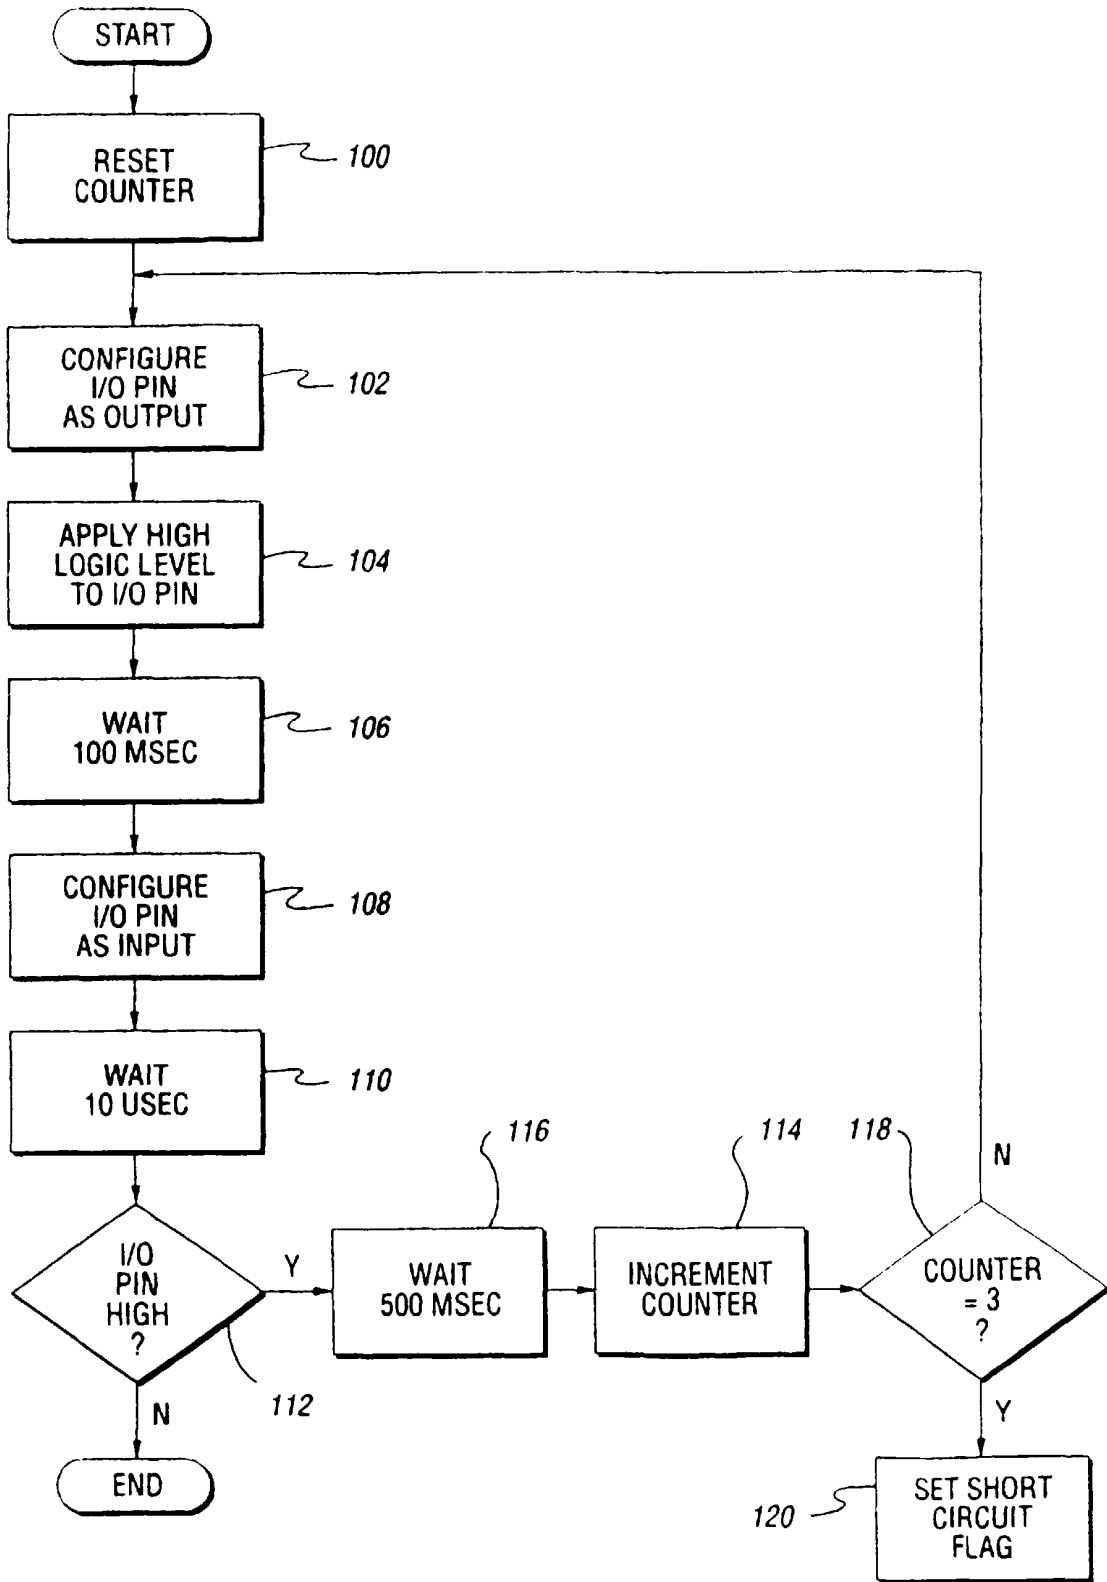 START
RESET
COUNTER
100
CONFIGURE
I/O PIN
AS OUTPUT
102
APPLY HIGH
LOGIC LEVEL
TO I/O PIN
104
WAIT
100 MSEC
106
CONFIGURE
I/O PIN
AS INPUT
108
WAIT
10 USEC
110
I/O
PIN
HIGH
?
112
Y
N
END
116
WAIT
500 MSEC
114
INCREMENT
COUNTER
118
N
COUNTER
= 3
?
Y
120
SET SHORT
CIRCUIT
FLAG